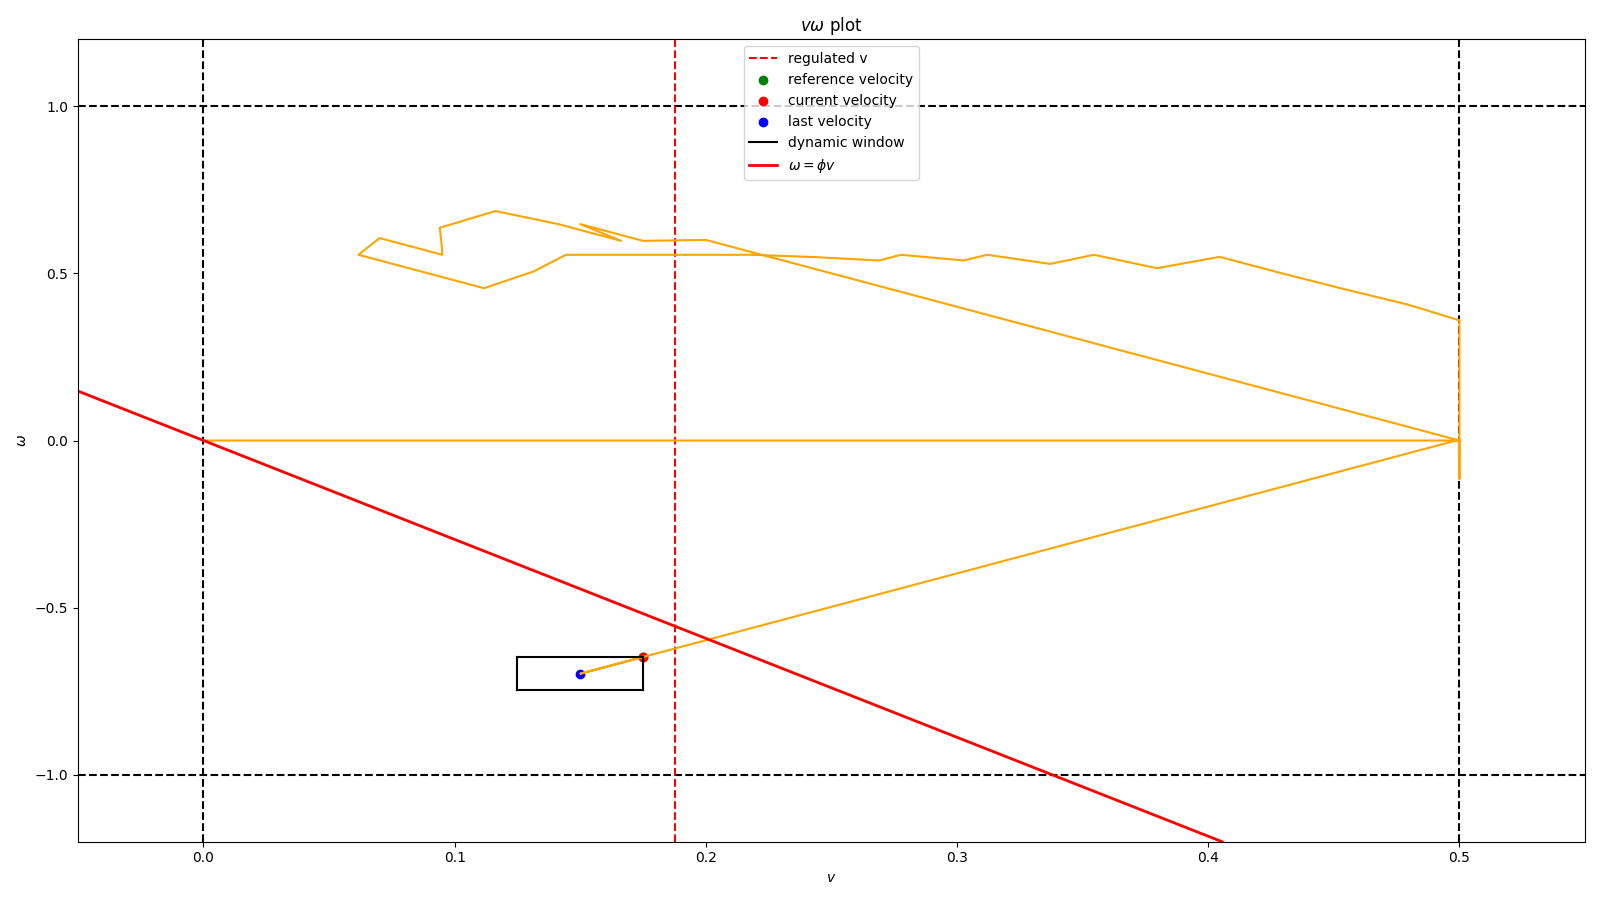 vω plot
regulated v
reference velocity
current velocity
last velocity
dynamic window
ω = ϕv
1.0
0.5
0.0
−0.5
−1.0
ω
0.0 0.1 0.2 0.3 0.4 0.5
v